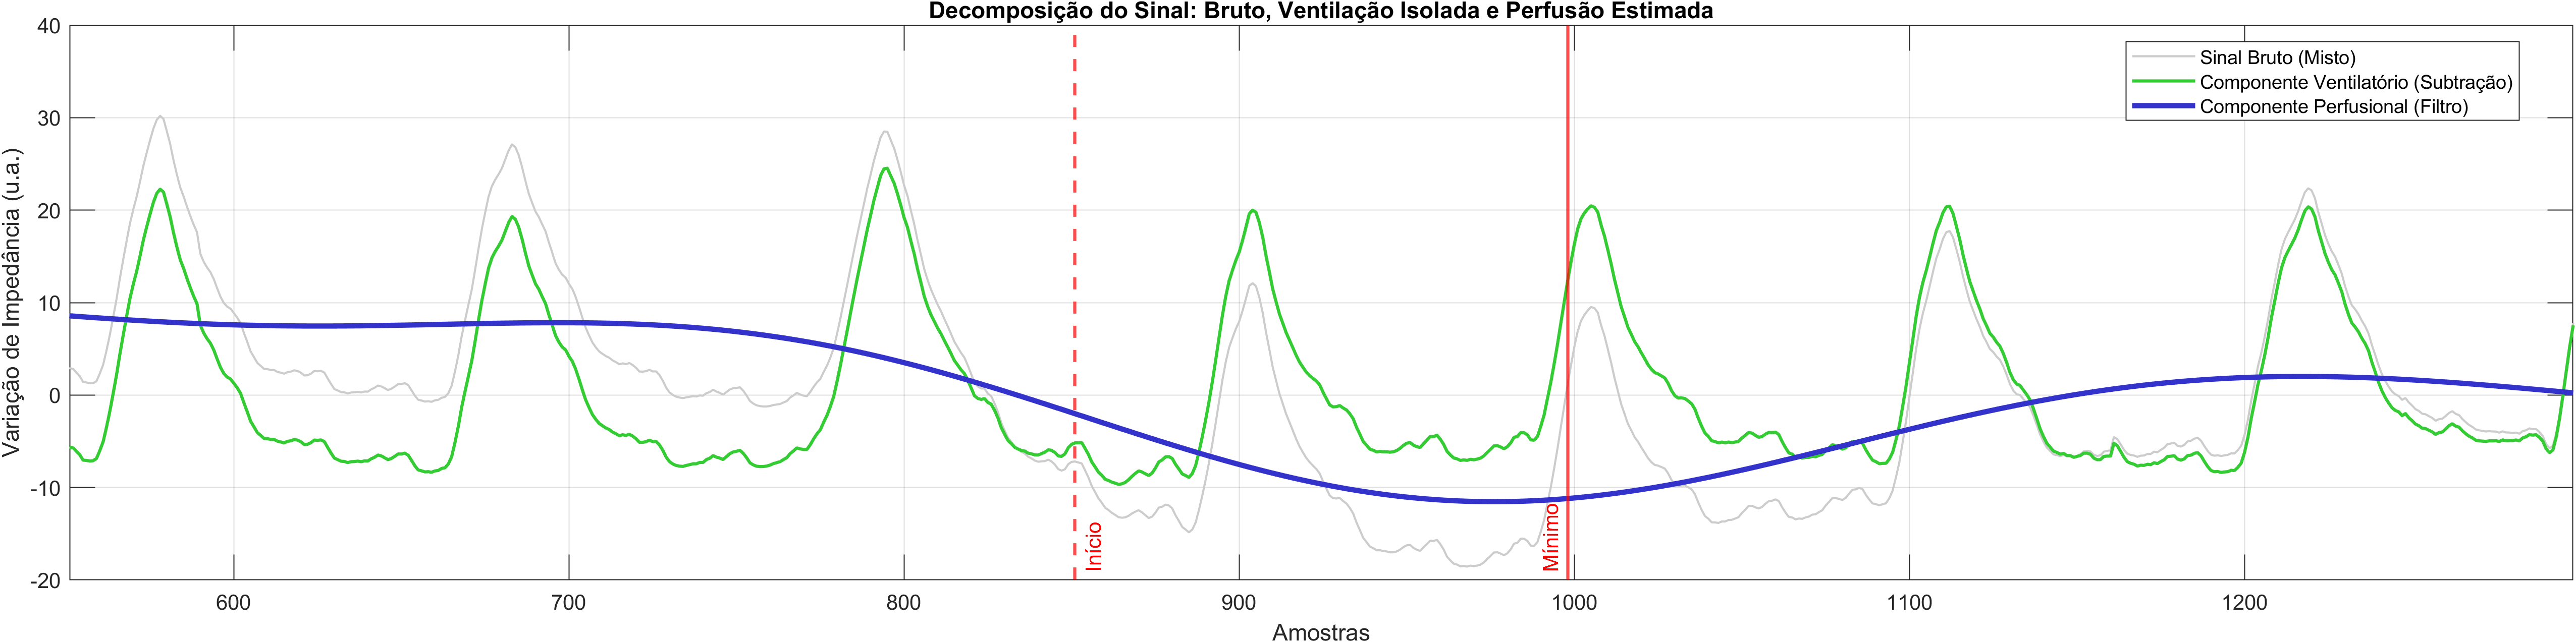 Decomposição do Sinal: Bruto, Ventilação Isolada e Perfusão Estimada
Variação de Impedância (u.a.)
40
30
20
10
0
-10
-20
Sinal Bruto (Misto)
Componente Ventilatório (Subtração)
Componente Perfusional (Filtro)
Início
Mínimo
600
700
800
900
1000
1100
1200
Amostras